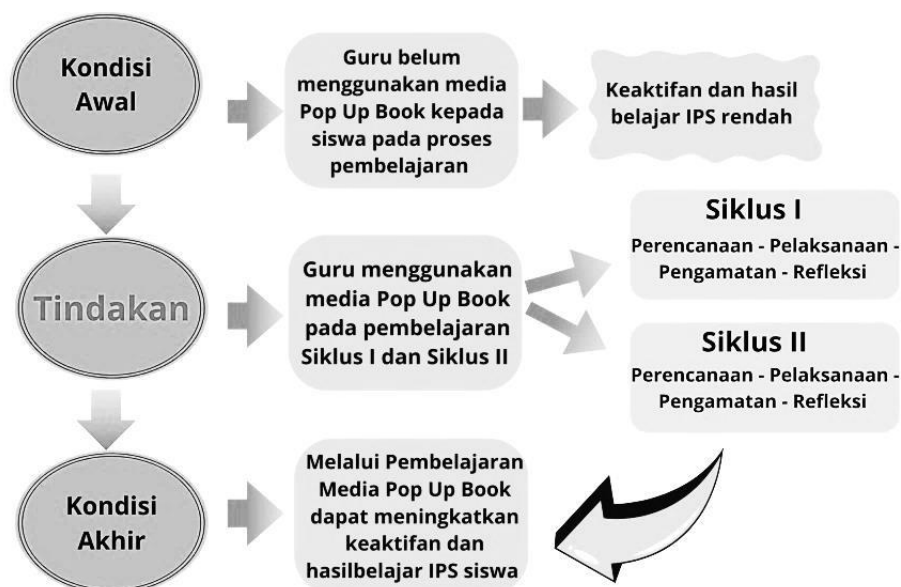 Kondisi
Awal
Guru belum
menggunakan media
Pop Up Book kepada
siswa pada proses
pembelajaran
Keaktifan dan hasil
belajar IPS rendah
Tindakan
Guru menggunakan
media Pop Up Book
pada pembelajaran
Siklus I dan Siklus II
Siklus I
Perencanaan - Pelaksanaan -
Pengamatan - Refleksi
Siklus II
Perencanaan - Pelaksanaan -
Pengamatan - Refleksi
Kondisi
Akhir
Melalui Pembelajaran
Media Pop Up Book
dapat meningkatkan
keaktifan dan
hasilbelajar IPS siswa